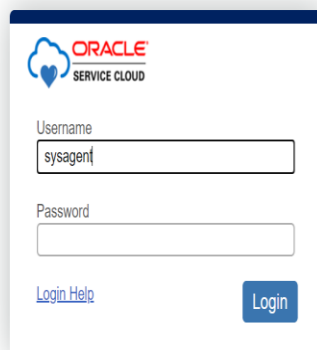 ORACLE
SERVICE CLOUD
Username
sysagent
Password
Login Help
Login